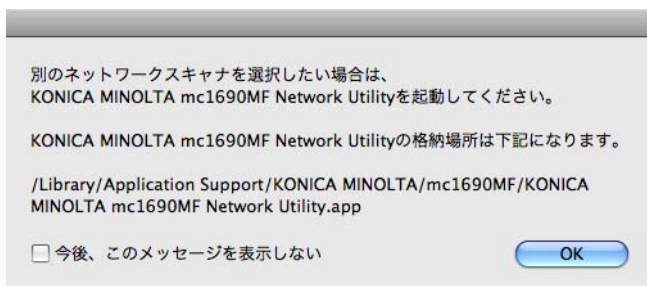 別のネットワークスキャナを選択したい場合は、
KONICA MINOLTA mc1690MF Network Utilityを起動してください。
KONICA MINOLTA mc1690MF Network Utilityの格納場所は下記になります。
/Library/Application Support/KONICA MINOLTA/mc1690MF/KONICA
MINOLTA mc1690MF Network Utility.app
今後、このメッセージを表示しない
OK